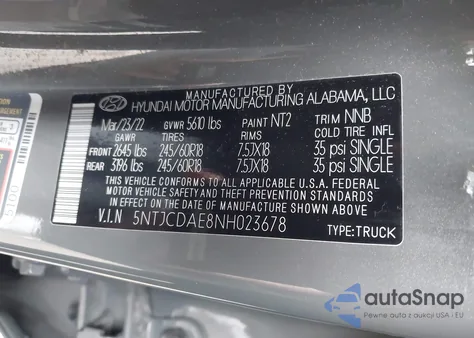 MANUFACTURED BY
HYUNDAI MOTOR MANUFACTURING ALABAMA, LLC
Mar/23/22 GVWR 5610 lbs PAINT NT2 TRIM NNB
GAWR TIRES RIMS COLD TIRE INFL
FRONT 2645 lbs 245/60R18 7.5JX18 35 psi SINGLE
REAR 3196 lbs 245/60R18 7.5JX18 35 psi SINGLE
THIS VEHICLE CONFORMS TO ALL APPLICABLE FEDERAL
MOTOR VEHICLE SAFETY AND THEFT PREVENTION STANDARDS
IN EFFECT ON THE DATE OF MANUFACTURE SHOWN ABOVE.
V.I.N 5NTJCDAE8NH023678
TYPE:TRUCK
autoSnap
Pewne auto z aukcji USA i EU